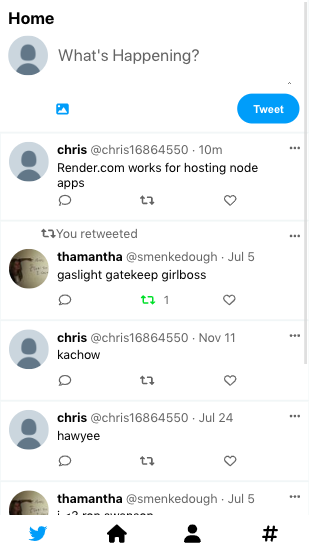 Home
What's Happening?
Tweet
chris @chris16864550 · 10m
Render.com works for hosting node
apps
You retweeted
thamantha @smenkedough · Jul 5
gaslight gatekeep girlboss
1
chris @chris16864550 · Nov 11
kachow
chris @chris16864550 · Jul 24
hawyee
thamantha @smenkedough · Jul 5